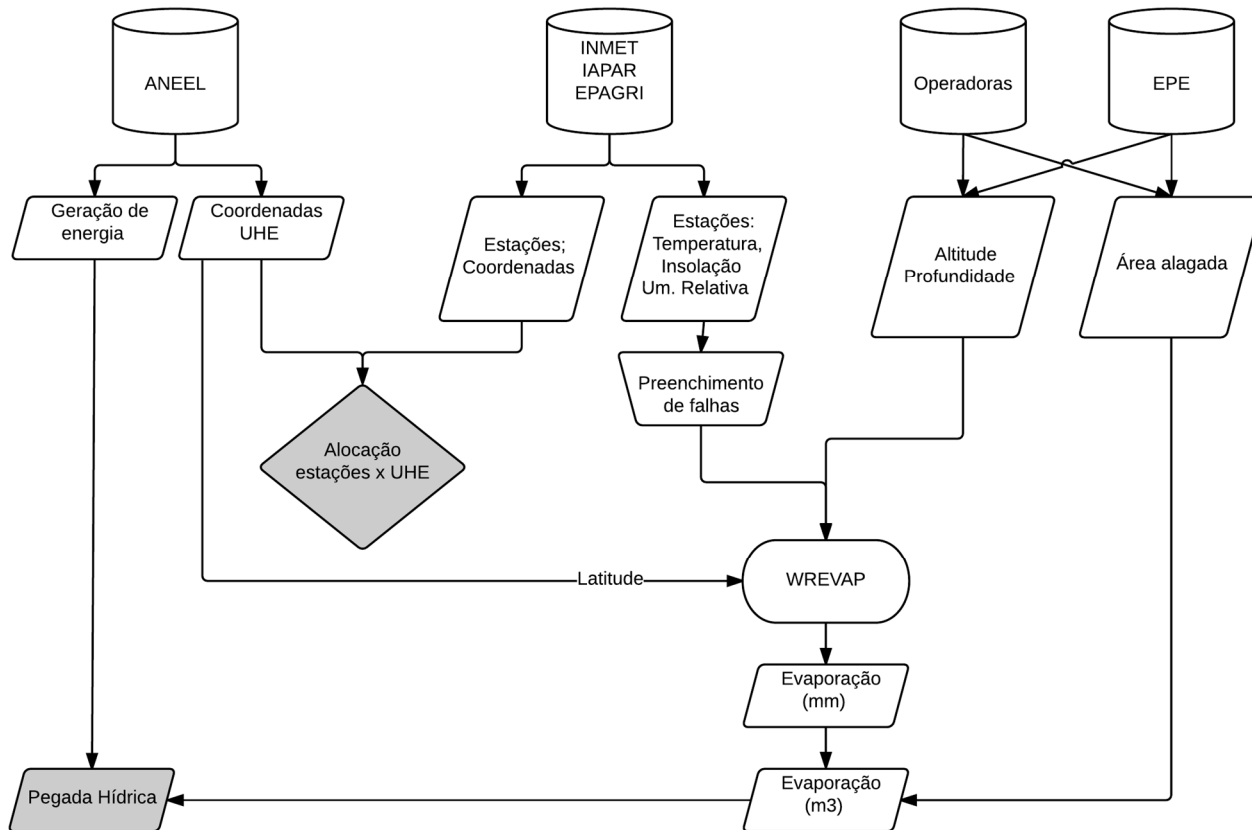 ANEEL
INMET
IAPAR
EPAGRI
Operadoras
EPE
Geração de
energia
Coordenadas
UHE
Estações;
Coordenadas
Estações:
Temperatura,
Insolação
Um. Relativa
Altitude
Profundidade
Área alagada
Preenchimento
de falhas
Alocação
estações x UHE
Latitude
WREVAP
Evaporação
(mm)
Pegada Hídrica
Evaporação
(m3)